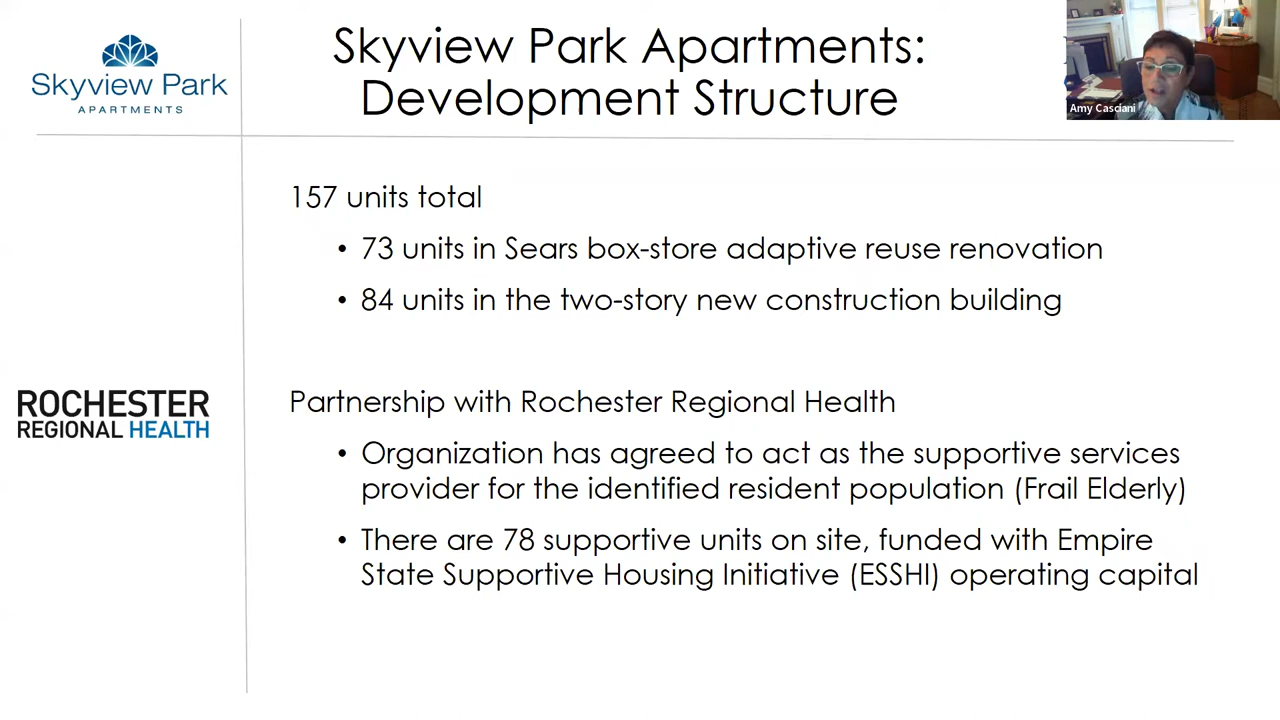 Skyview Park
APARTMENTS
Skyview Park Apartments:
Development Structure
Amy Casciani
157 units total
• 73 units in Sears box-store adaptive reuse renovation
• 84 units in the two-story new construction building
ROCHESTER
REGIONAL HEALTH
Partnership with Rochester Regional Health
• Organization has agreed to act as the supportive services
provider for the identified resident population (Frail Elderly)
• There are 78 supportive units on site, funded with Empire
State Supportive Housing Initiative (ESSHI) operating capital